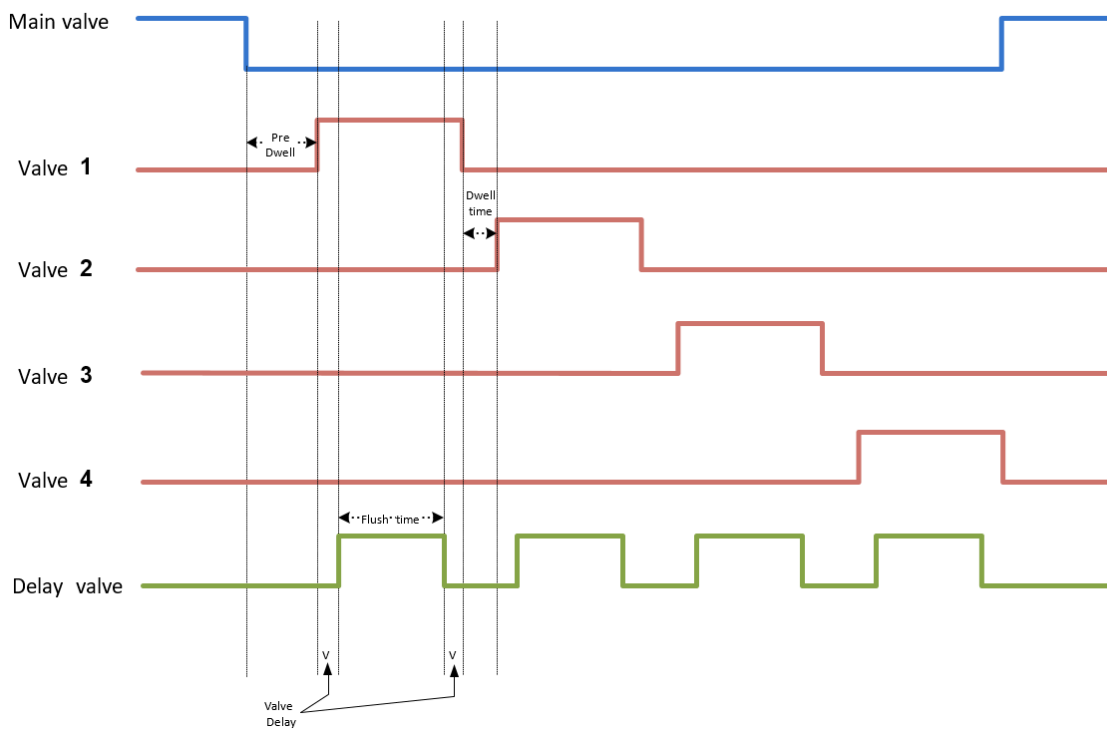 Main valve
Pre
Dwell
Valve 1
Dwell
time
Valve 2
Valve 3
Valve 4
Flush time
Delay valve
V V
Valve
Delay